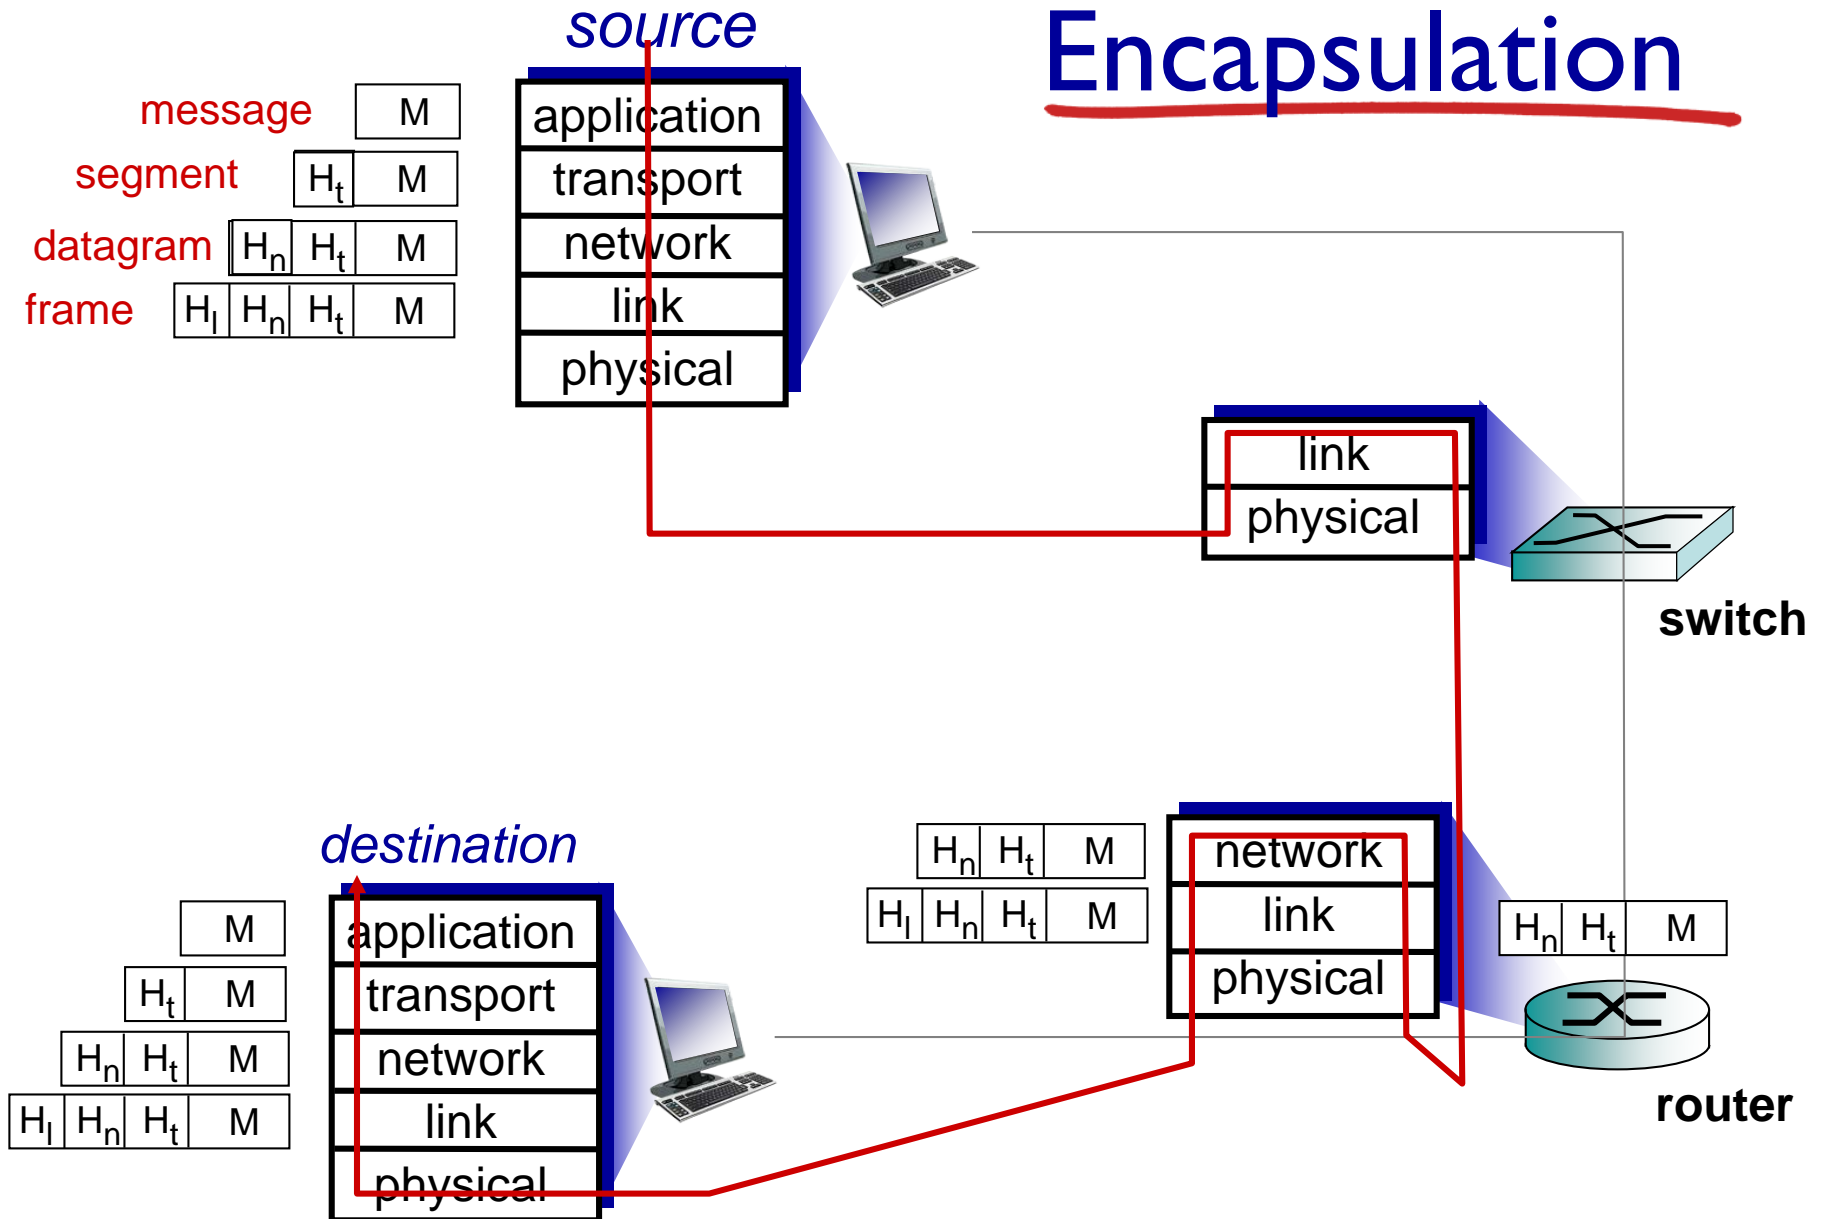 source
Encapsulation
message M
segment Ht M
datagram Hn Ht M
frame Hl Hn Ht M
application
transport
network
link
physical
link
physical
switch
Hn Ht M
Hl Hn Ht M
network
link
physical
Hn Ht M
router
destination
M
Ht M
Hn Ht M
Hl Hn Ht M
application
transport
network
link
physical